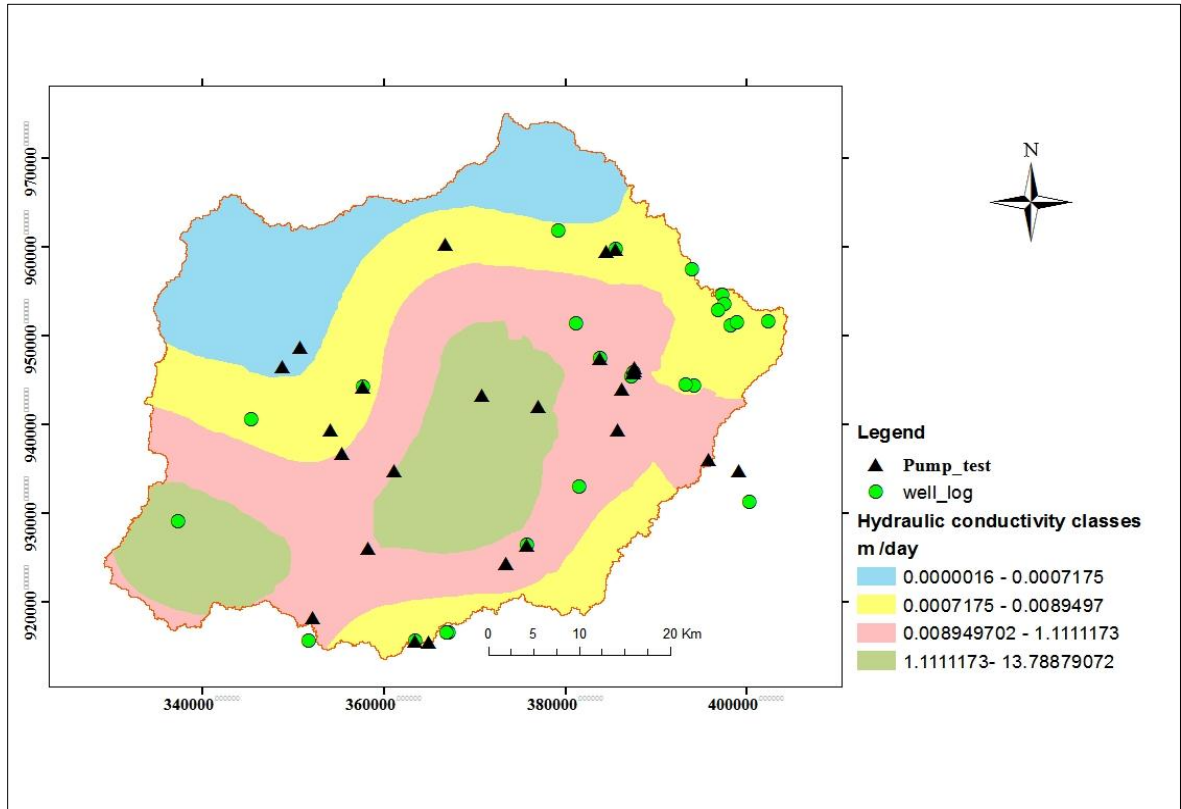 N
970000
960000
950000
940000
930000
920000
340000
360000
380000
400000
0 5 10 20 Km
Legend
Pump_test
well_log
Hydraulic conductivity classes
m /day
0.0000016 - 0.0007175
0.0007175 - 0.0089497
0.008949702 - 1.1111173
1.1111173- 13.78879072